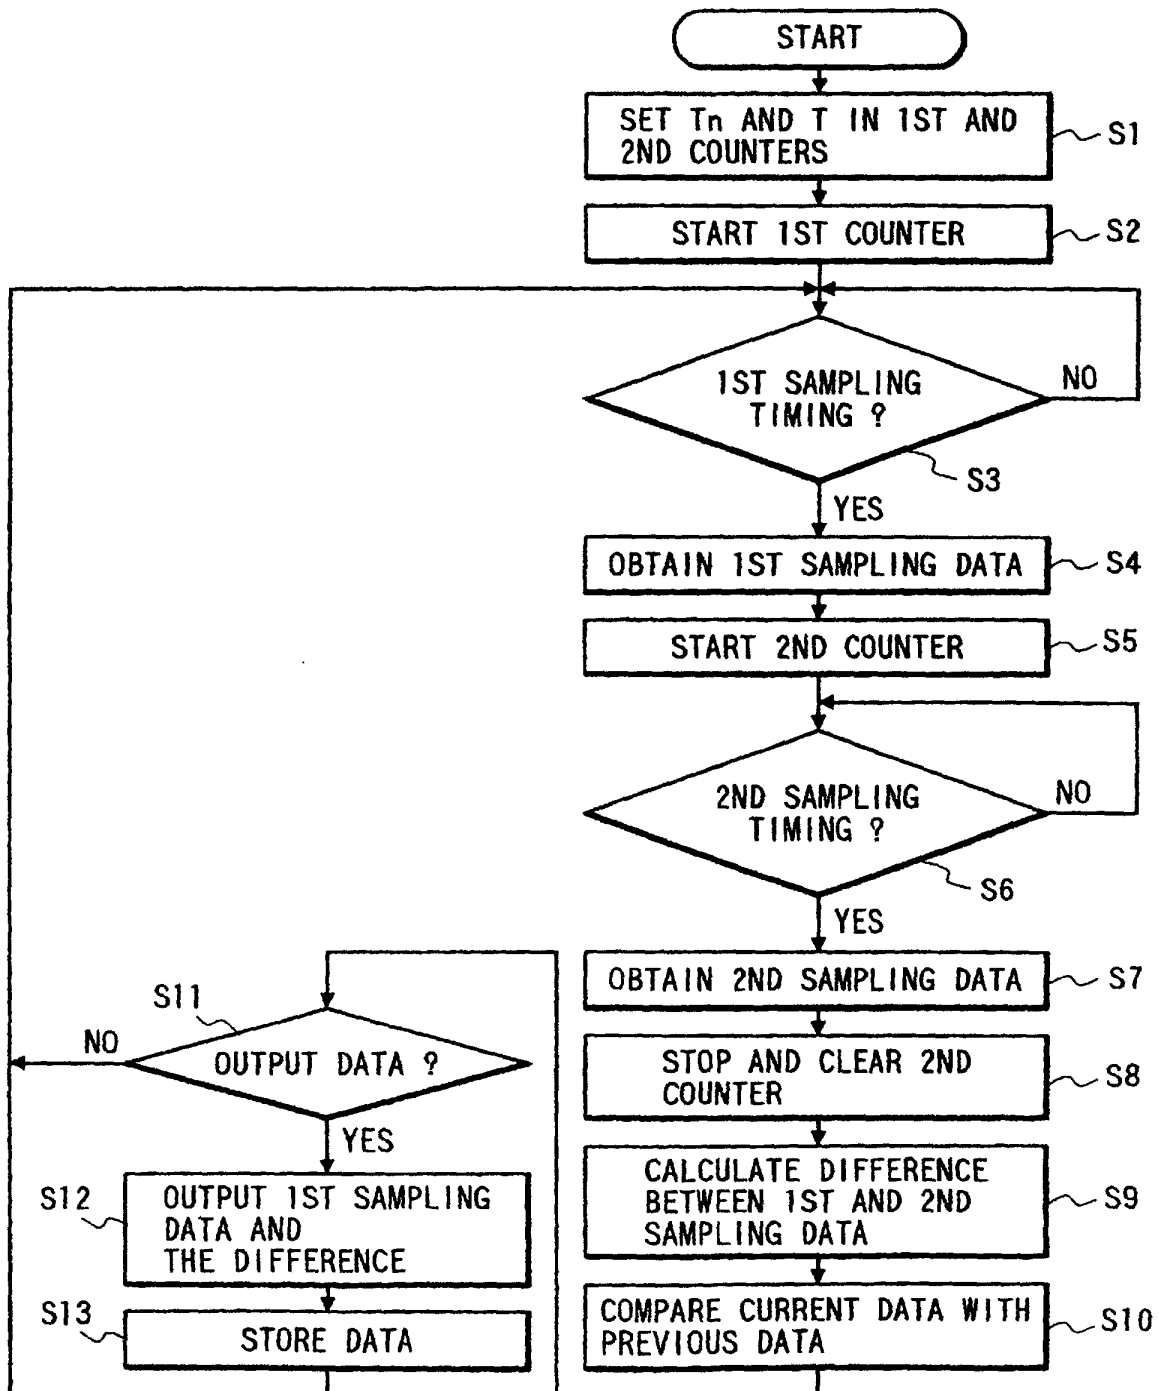 START
SET Tn AND T IN 1ST AND
2ND COUNTERS
S1
START 1ST COUNTER
S2
1ST SAMPLING
TIMING ?
NO
S3
YES
OBTAIN 1ST SAMPLING DATA
S4
START 2ND COUNTER
S5
2ND SAMPLING
TIMING ?
NO
S6
YES
OBTAIN 2ND SAMPLING DATA
S7
STOP AND CLEAR 2ND
COUNTER
S8
CALCULATE DIFFERENCE
BETWEEN 1ST AND 2ND
SAMPLING DATA
S9
COMPARE CURRENT DATA WITH
PREVIOUS DATA
S10
S11
NO
OUTPUT DATA ?
YES
S12
OUTPUT 1ST SAMPLING
DATA AND
THE DIFFERENCE
S13
STORE DATA